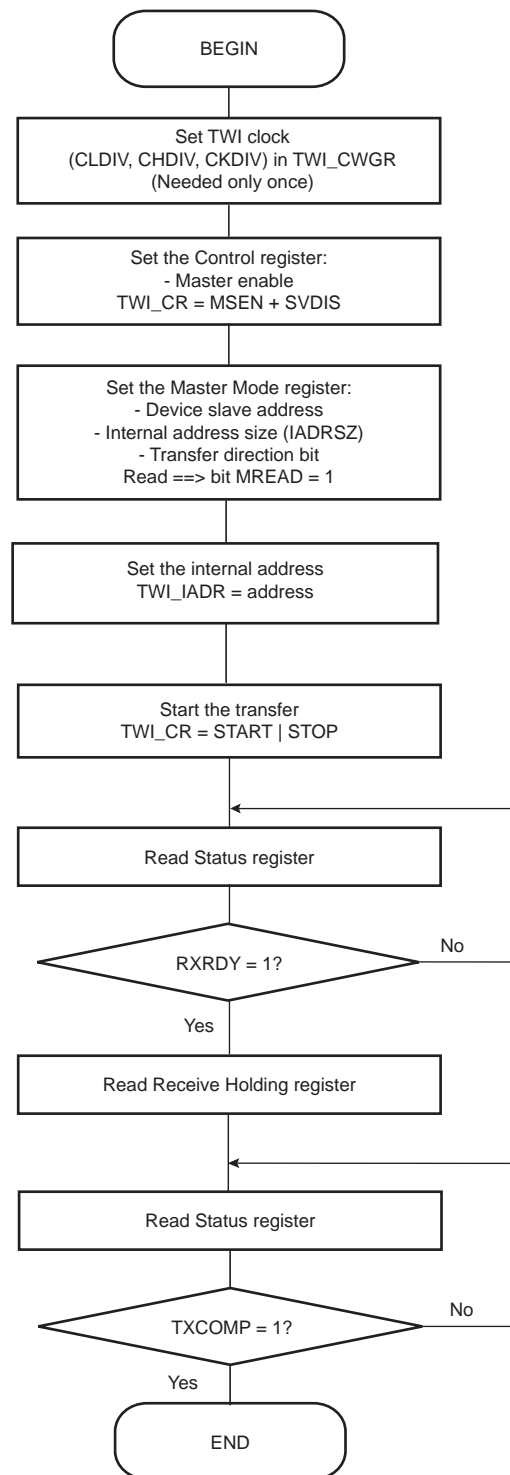 BEGIN
Set TWI clock
(CLDIV, CHDIV, CKDIV) in TWI_CWGR
(Needed only once)
Set the Control register:
- Master enable
TWI_CR = MSEN + SVDIS
Set the Master Mode register:
- Device slave address
- Internal address size (IADRSZ)
- Transfer direction bit
Read ==> bit MREAD = 1
Set the internal address
TWI_IADR = address
Start the transfer
TWI_CR = START | STOP
Read Status register
RXRDY = 1?
No
Yes
Read Receive Holding register
Read Status register
TXCOMP = 1?
No
Yes
END